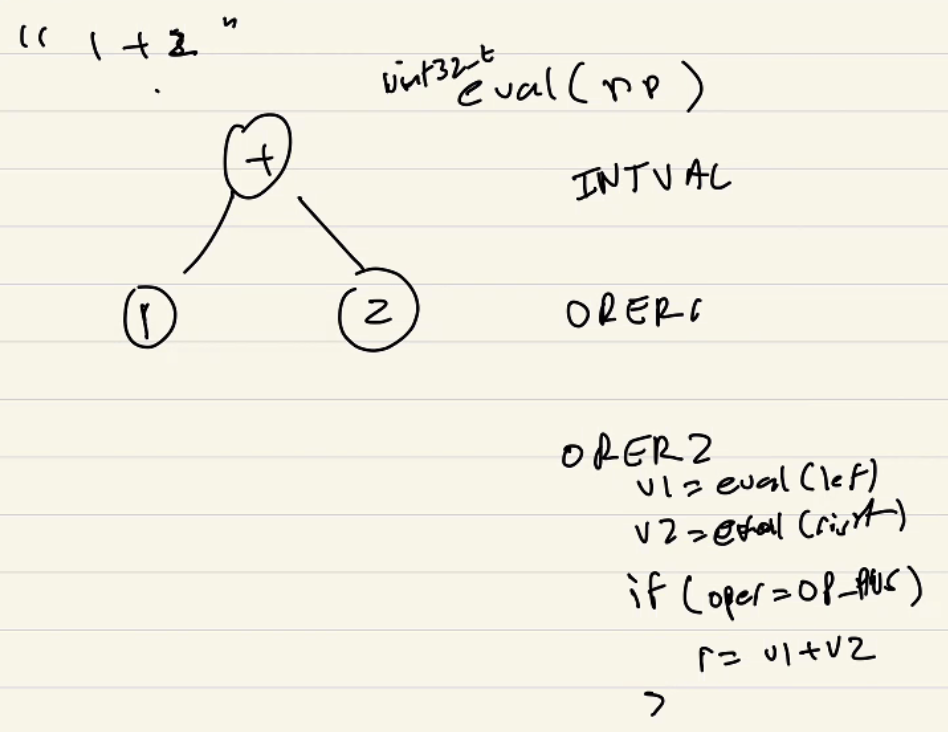 "1+2"
uint32_t eval(np)
+
INTVAL
1 2
OPER1
OPER2
v1 = eval(left)
v2 = eval(right)
if (oper = OP_PLUS)
r = v1+v2
}